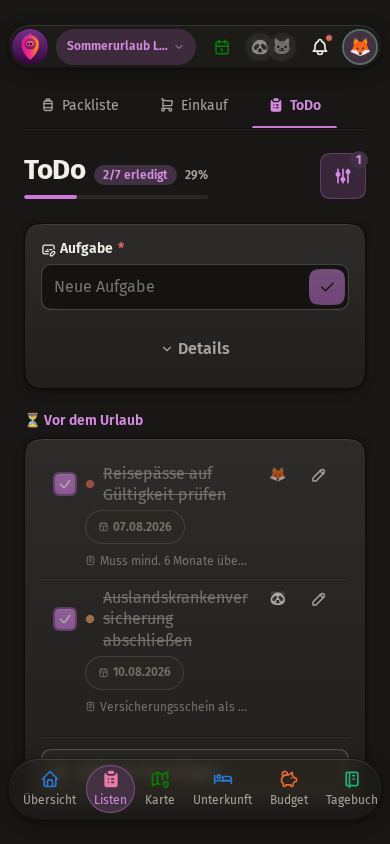 Sommerurlaub L...
Packliste
Einkauf
ToDo
ToDo
2/7 erledigt
29%
1
Aufgabe *
Neue Aufgabe
Details
Vor dem Urlaub
Reisepässe auf
Gültigkeit prüfen
07.08.2026
Muss mind. 6 Monate übe...
Auslandskrankenver
sicherung
abschließen
10.08.2026
Versicherungsschein als ...
Übersicht
Listen
Karte
Unterkunft
Budget
Tagebuch